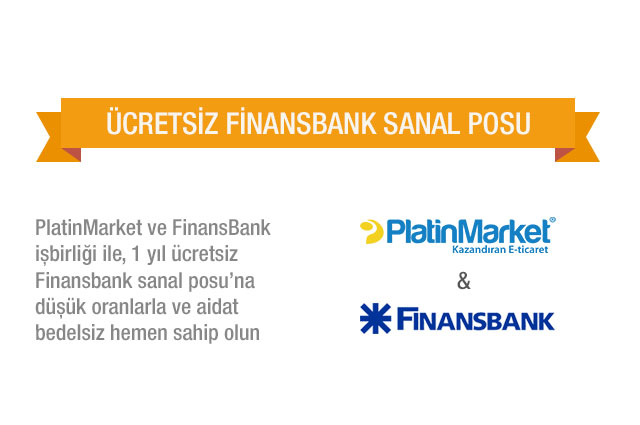 ÜCRETSİZ FİNANSBANK SANAL POSU
PlatinMarket ve FinansBank
işbirliği ile, 1 yıl ücretsiz
Finansbank sanal posu'na
düşük oranlarla ve aidat
bedelsiz hemen sahip olun
PlatinMarket®
Kazandıran E-ticaret
&
FINANSBANK